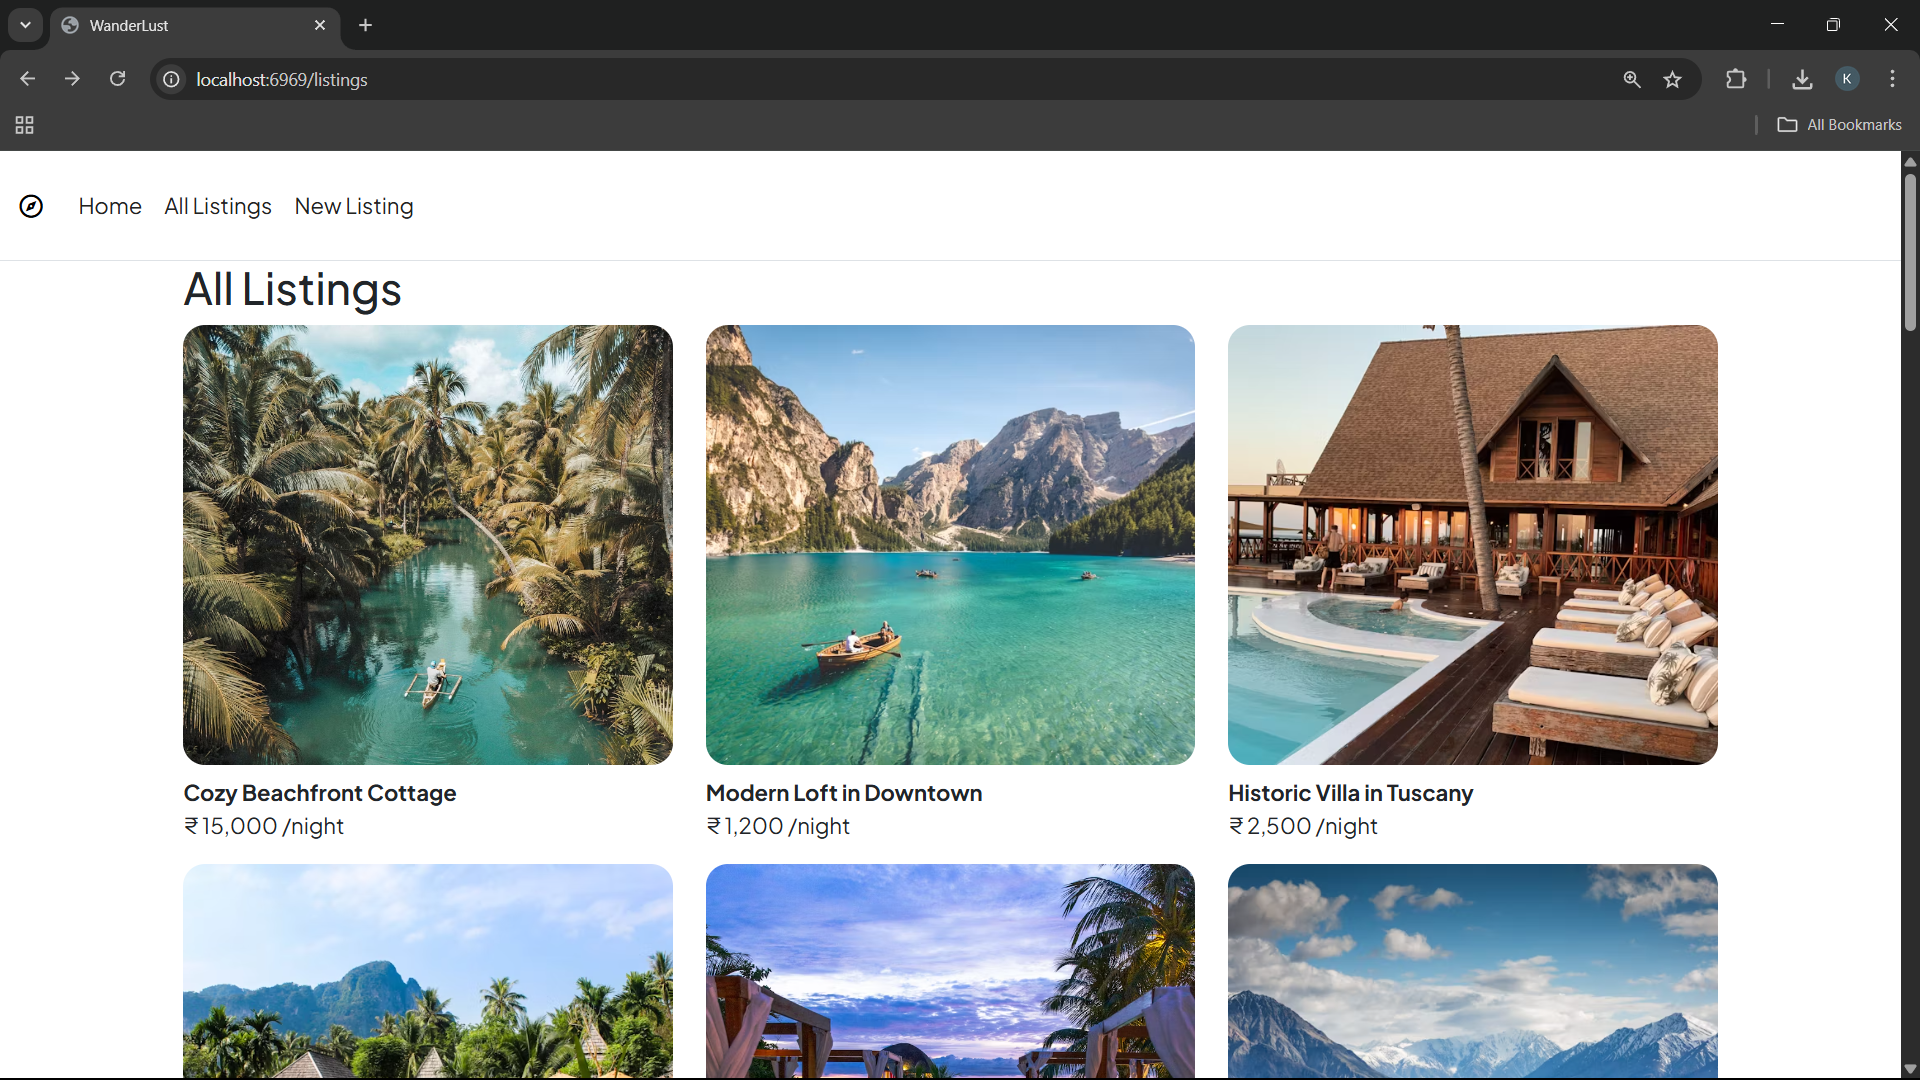 WanderLust
localhost:6969/listings
K
All Bookmarks
Home All Listings New Listing
All Listings
Cozy Beachfront Cottage
₹15,000 /night
Modern Loft in Downtown
₹1,200 /night
Historic Villa in Tuscany
₹2,500 /night